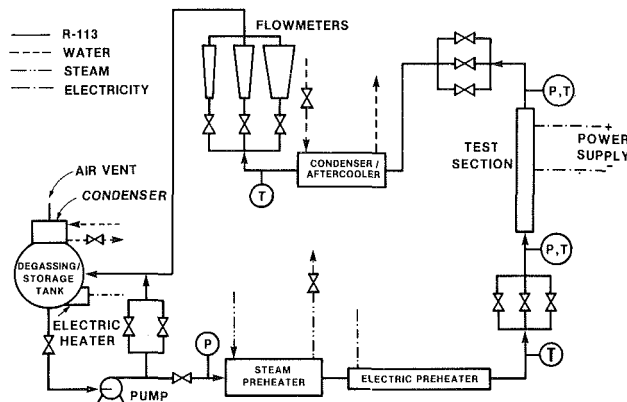 FLOWMETERS
R-113
WATER
STEAM
ELECTRICITY
P,T
TEST
SECTION
+
POWER
SUPPLY
-
CONDENSER/
AFTERCOOLER
T
AIR VENT
CONDENSER
P,T
DEGASSING/
STORAGE
TANK
ELECTRIC
HEATER
P
T
STEAM
PREHEATER
ELECTRIC PREHEATER
PUMP